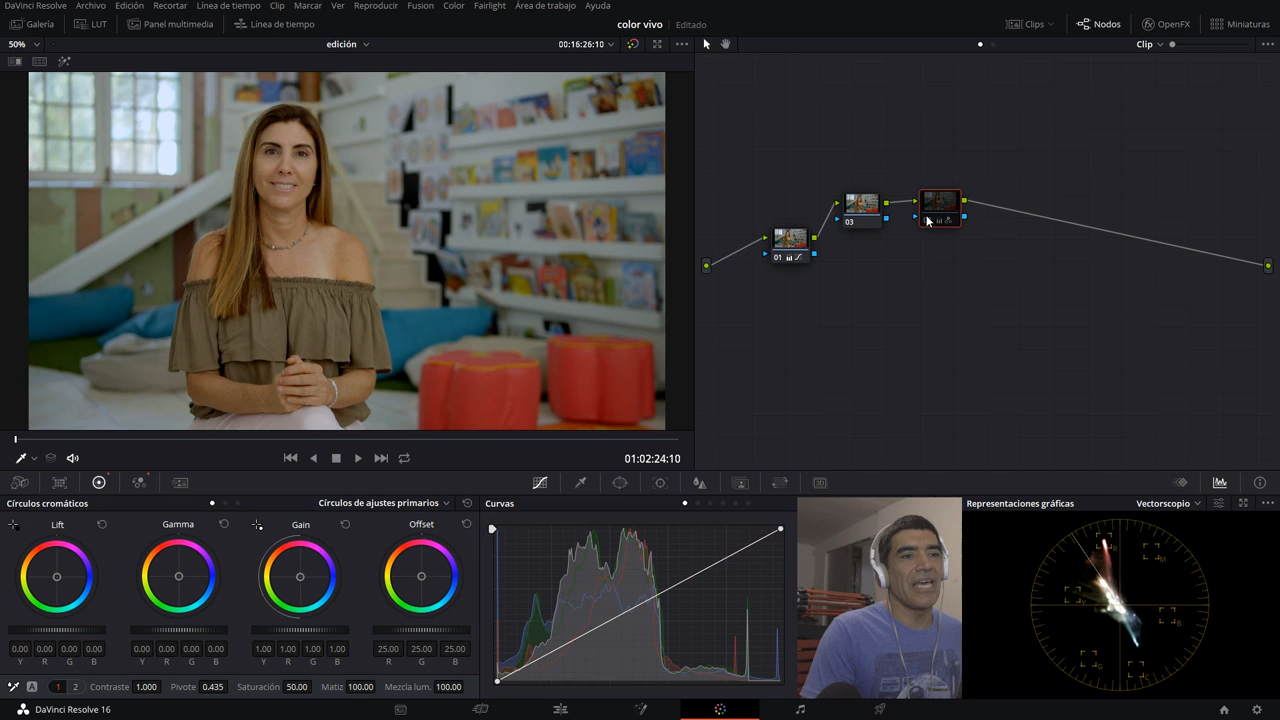 DaVinci Resolve Archivo Edición Recortar Línea de tiempo Clip Marcar Ver Reproducir Fusion Color Fairlight Área de trabajo Ayuda
Galería LUT Panel multimedia Línea de tiempo color vivo Editado Clips Nodos OpenFX Miniaturas
50% edición 00:16:26:10 Clip
03
01
01:02:24:10
Círculos cromáticos Círculos de ajustes primarios Curvas Representaciones gráficas Vectorscopio
Lift Gamma Gain Offset
R M B G Y
0.00 0.00 0.00 0.00 0.00 0.00 0.00 0.00 1.00 1.00 1.00 1.00 25.00 25.00 25.00
Y R G B Y R G B Y R G B R G B
A 1 2 Contraste 1.000 Pivote 0.435 Saturación 50.00 Matiz 100.00 Mezcla lum. 100.00
DaVinci Resolve 16